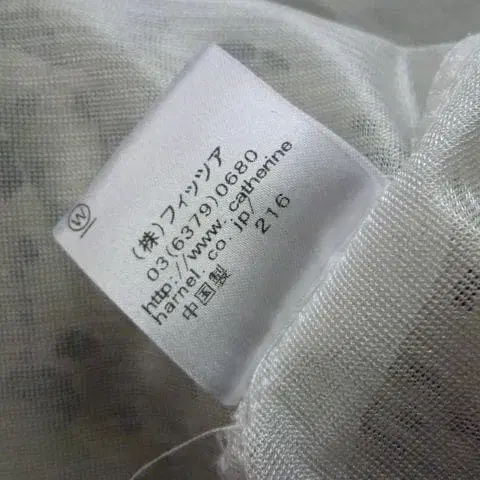 Ⓦ
(株)フィッツア
03(6379)0680
http://www.catherine
harnel.co.jp/
216
中国製